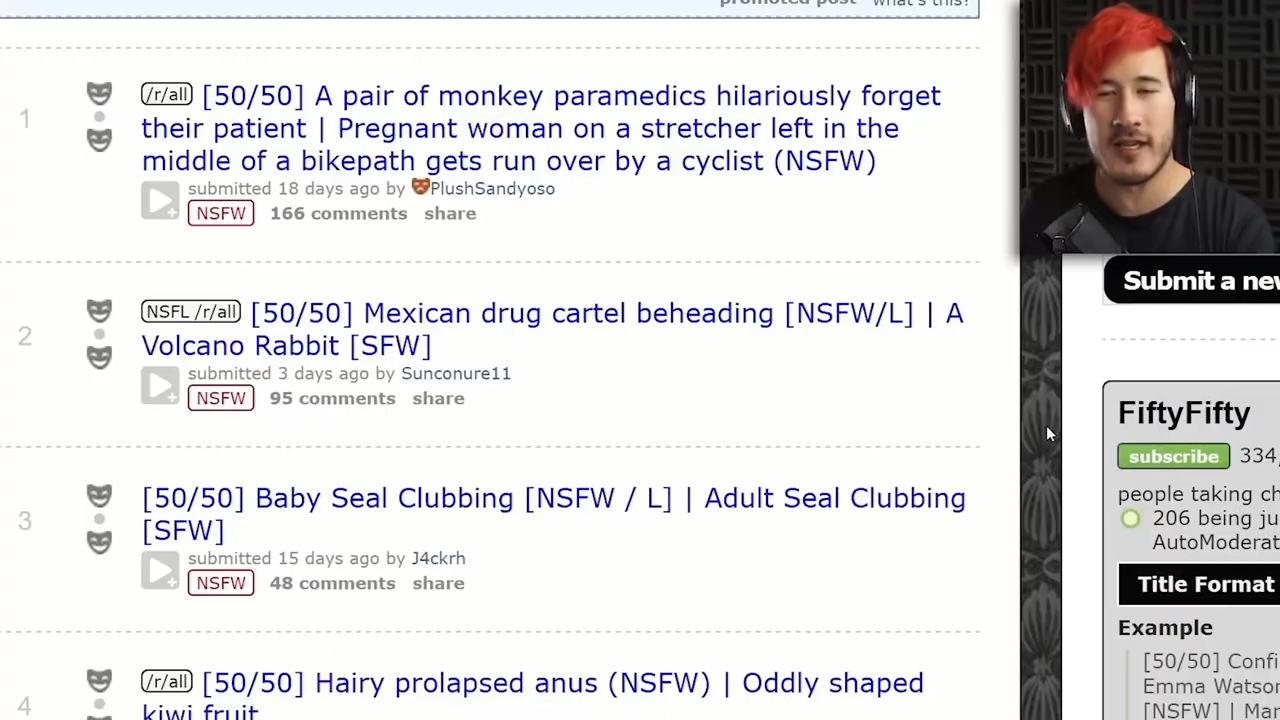 promoted post what's this?
1
/r/all [50/50] A pair of monkey paramedics hilariously forget
their patient | Pregnant woman on a stretcher left in the
middle of a bikepath gets run over by a cyclist (NSFW)
submitted 18 days ago by PlushSandyoso
NSFW 166 comments share
2
NSFL /r/all [50/50] Mexican drug cartel beheading [NSFW/L] | A
Volcano Rabbit [SFW]
submitted 3 days ago by Sunconure11
NSFW 95 comments share
3
[50/50] Baby Seal Clubbing [NSFW / L] | Adult Seal Clubbing
[SFW]
submitted 15 days ago by J4ckrh
NSFW 48 comments share
4
/r/all [50/50] Hairy prolapsed anus (NSFW) | Oddly shaped
kiwi fruit
Submit a new
FiftyFifty
subscribe 334,
people taking ch
206 being ju
AutoModerat
Title Format
Example
[50/50] Confi
Emma Watson
[NSFW] | Mar